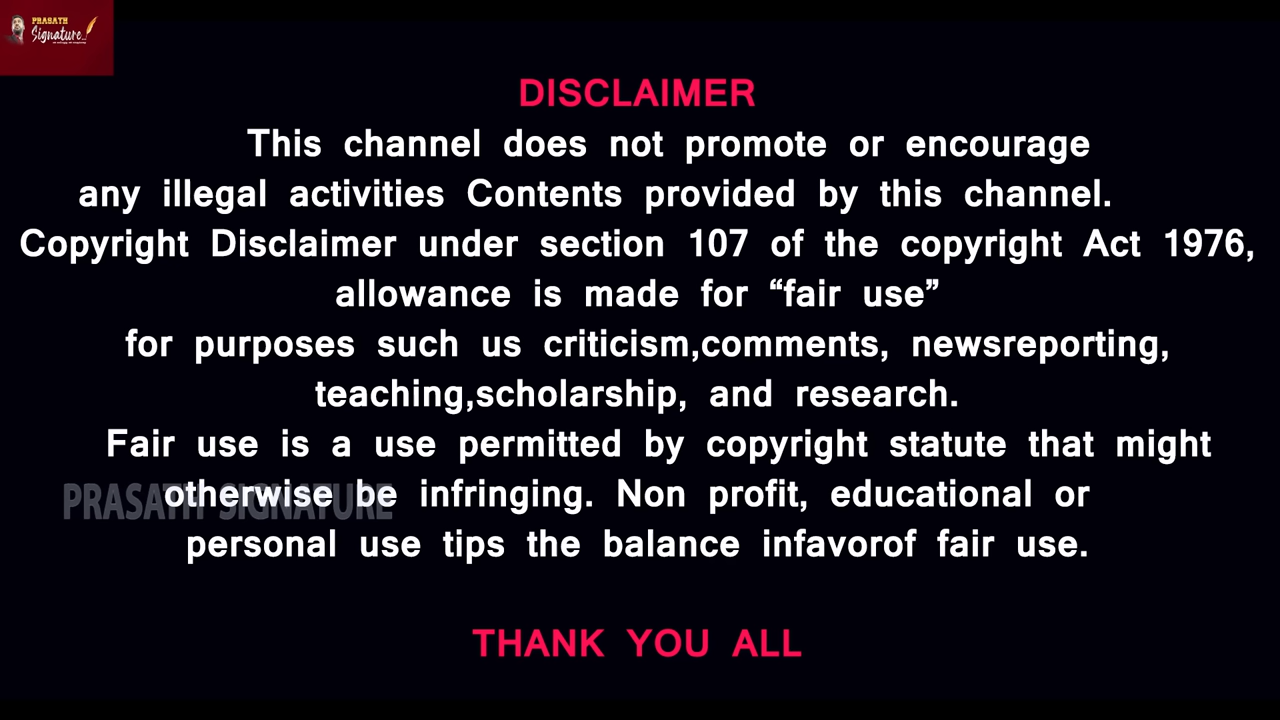 PRASATH
Signature
DISCLAIMER
This channel does not promote or encourage
any illegal activities Contents provided by this channel.
Copyright Disclaimer under section 107 of the copyright Act 1976,
allowance is made for “fair use”
for purposes such us criticism,comments, newsreporting,
teaching,scholarship, and research.
Fair use is a use permitted by copyright statute that might
otherwise be infringing. Non profit, educational or
PRASATH SIGNATURE
personal use tips the balance infavorof fair use.
THANK YOU ALL